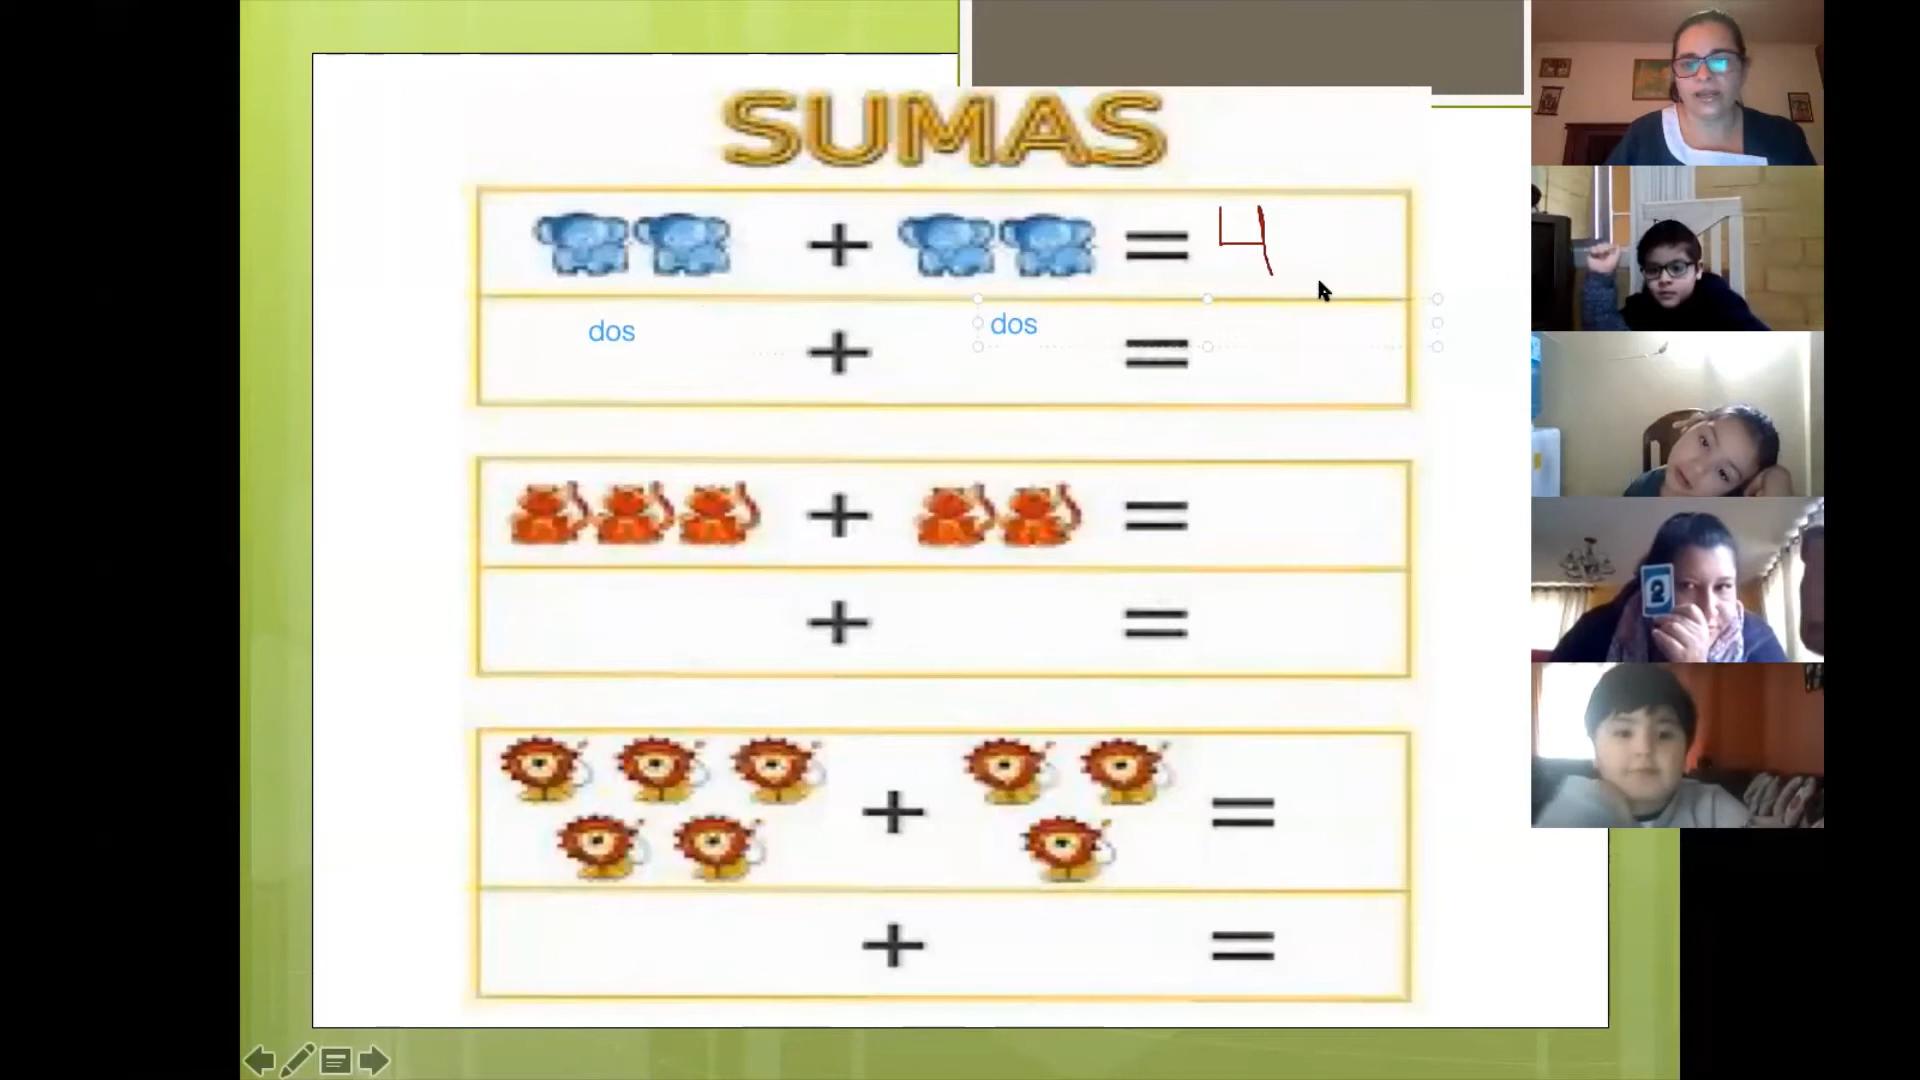 SUMAS
+ = 4
dos + dos =
+ =
+ =
+ =
+ =
2